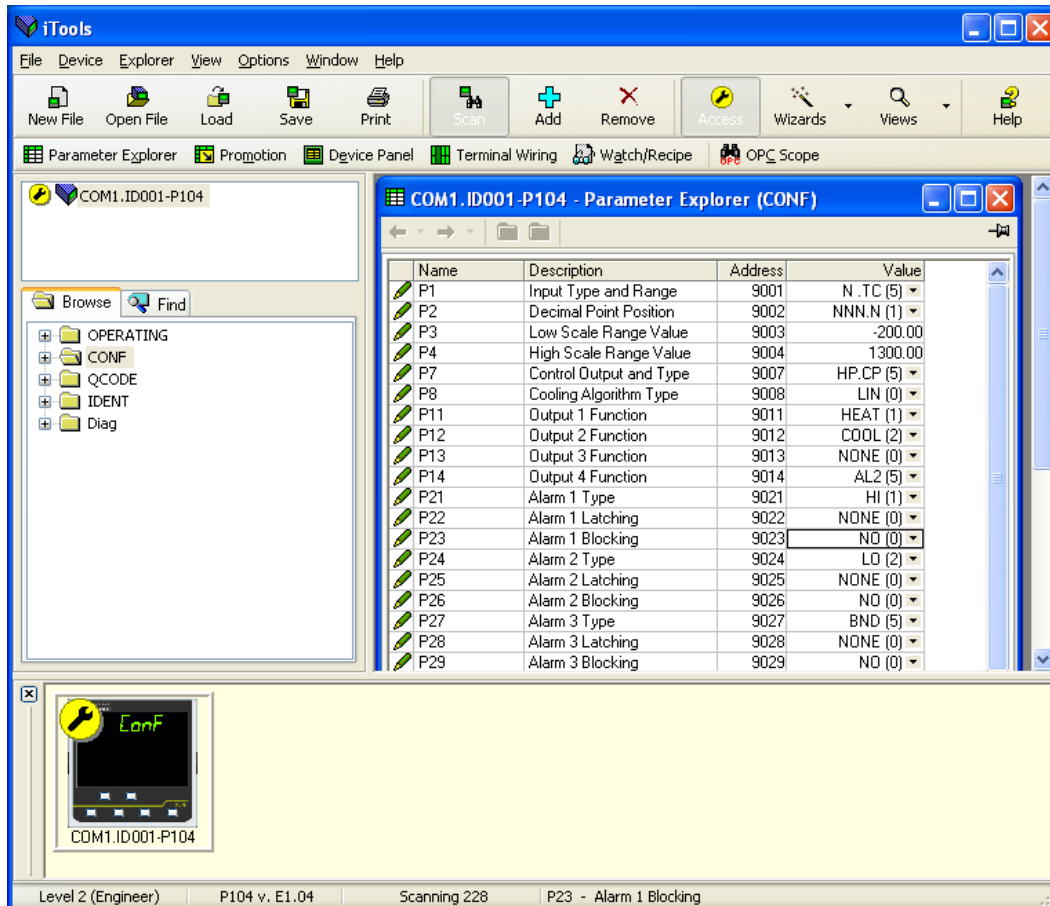 iTools
File Device Explorer View Options Window Help
New File Open File Load Save Print Scan Add Remove Access Wizards Views Help
Parameter Explorer Promotion Device Panel Terminal Wiring Watch/Recipe OPC Scope
COM1.ID001-P104
Browse Find
OPERATING
CONF
QCODE
IDENT
Diag
COM1.ID001-P104 - Parameter Explorer (CONF)
Name Description Address Value
P1 Input Type and Range 9001 N .TC (5)
P2 Decimal Point Position 9002 NNN.N (1)
P3 Low Scale Range Value 9003 -200.00
P4 High Scale Range Value 9004 1300.00
P7 Control Output and Type 9007 HP.CP (5)
P8 Cooling Algorithm Type 9008 LIN (0)
P11 Output 1 Function 9011 HEAT (1)
P12 Output 2 Function 9012 COOL (2)
P13 Output 3 Function 9013 NONE (0)
P14 Output 4 Function 9014 AL2 (5)
P21 Alarm 1 Type 9021 HI (1)
P22 Alarm 1 Latching 9022 NONE (0)
P23 Alarm 1 Blocking 9023 NO (0)
P24 Alarm 2 Type 9024 LO (2)
P25 Alarm 2 Latching 9025 NONE (0)
P26 Alarm 2 Blocking 9026 NO (0)
P27 Alarm 3 Type 9027 BND (5)
P28 Alarm 3 Latching 9028 NONE (0)
P29 Alarm 3 Blocking 9029 NO (0)
ConF
COM1.ID001-P104
Level 2 (Engineer) P104 v. E1.04 Scanning 228 P23 - Alarm 1 Blocking